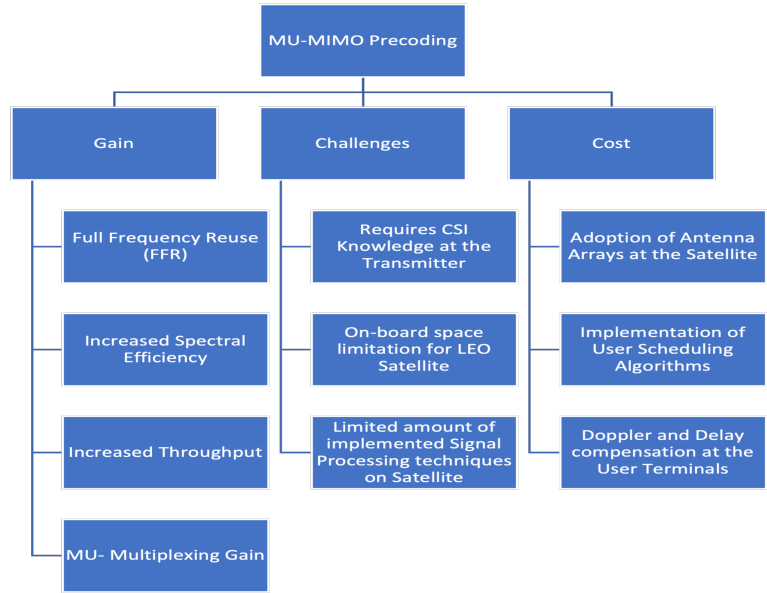 MU-MIMO Precoding
Gain
Challenges
Cost
Full Frequency Reuse
(FFR)
Increased Spectral
Efficiency
Increased Throughput
MU- Multiplexing Gain
Requires CSI
Knowledge at the
Transmitter
On-board space
limitation for LEO
Satellite
Limited amount of
implemented Signal
Processing techniques
on Satellite
Adoption of Antenna
Arrays at the Satellite
Implementation of
User Scheduling
Algorithms
Doppler and Delay
compensation at the
User Terminals